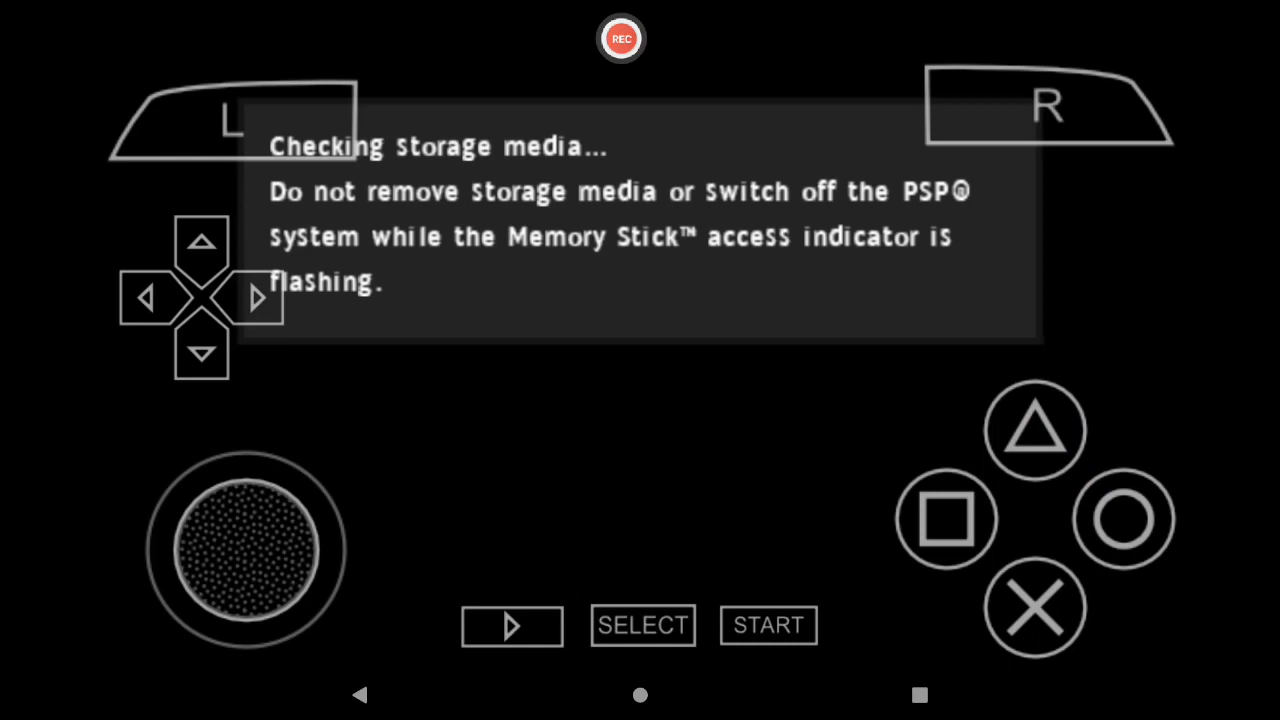 REC
L
R
Checking storage media...
Do not remove storage media or switch off the PSP®
system while the Memory Stick™ access indicator is
flashing.
SELECT
START